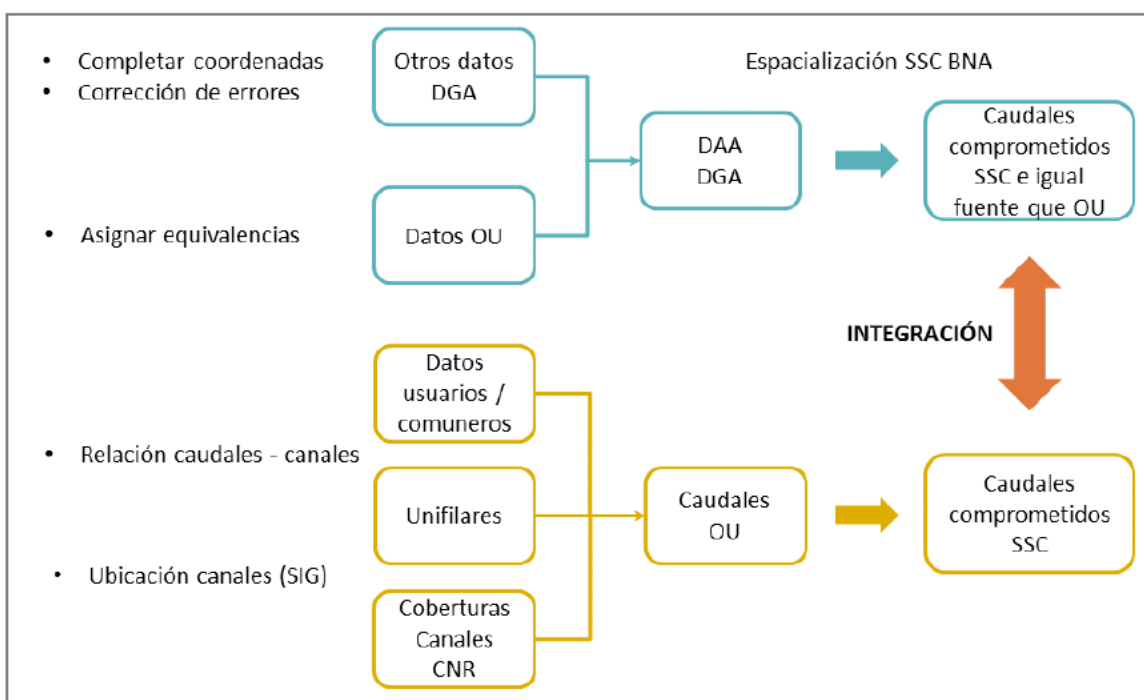 • Completar coordenadas
• Corrección de errores
Otros datos
DGA
Espacialización SSC BNA
DAA
DGA
Caudales
comprometidos
SSC e igual
fuente que OU
• Asignar equivalencias
Datos OU
INTEGRACIÓN
Datos
usuarios /
comuneros
• Relación caudales - canales
Unifilares
Caudales
OU
Caudales
comprometidos
SSC
• Ubicación canales (SIG)
Coberturas
Canales
CNR